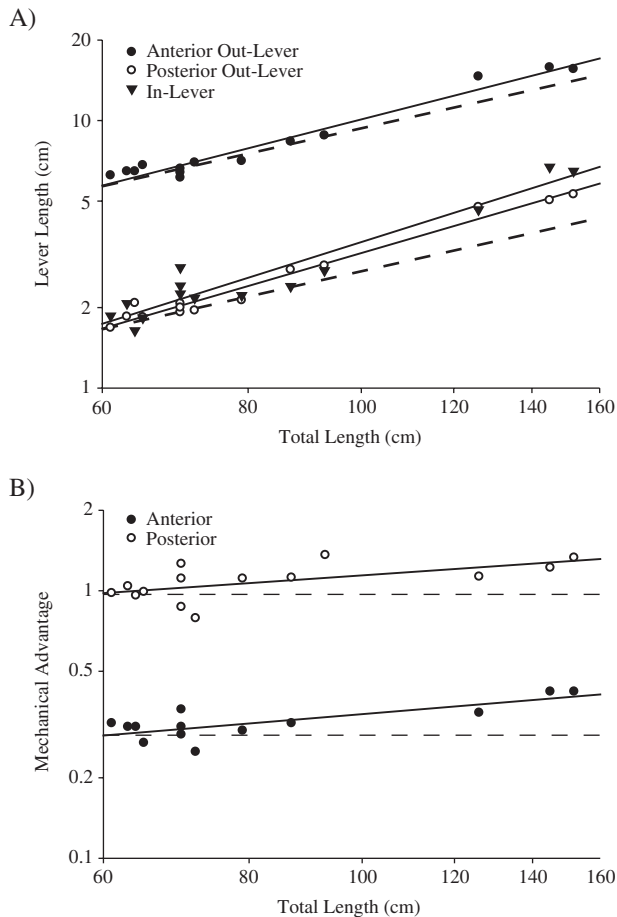 A)
20
10
5
2
1
Lever Length (cm)
Anterior Out-Lever
Posterior Out-Lever
In-Lever
60 80 100 120 140 160
Total Length (cm)
B)
2
1
0.5
0.2
0.1
Mechanical Advantage
Anterior
Posterior
60 80 100 120 140 160
Total Length (cm)